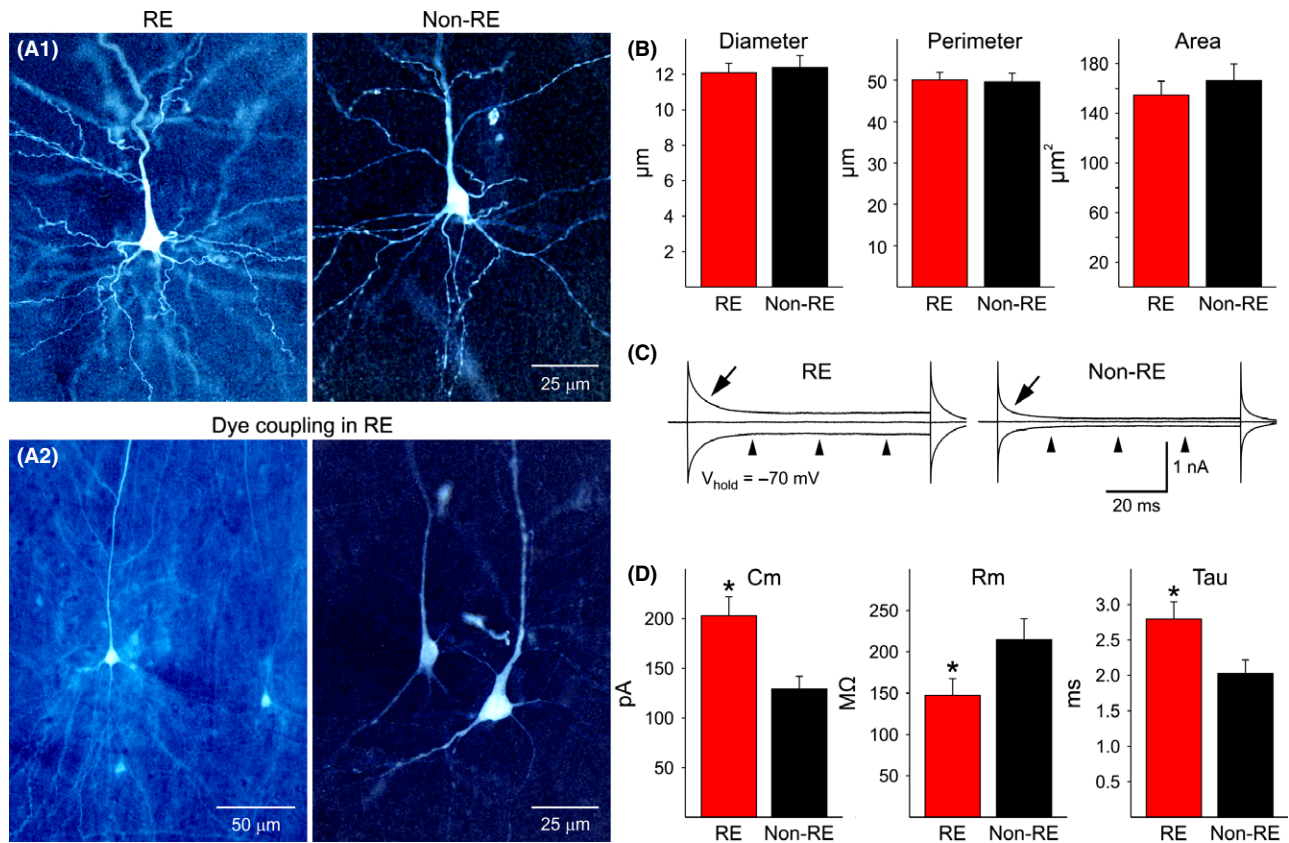 RE
Non-RE
(A1)
25 μm
Dye coupling in RE
(A2)
50 μm
25 μm
(B)
Diameter
μm
12
10
8
6
4
2
RE
Non-RE
Perimeter
μm
50
40
30
20
10
RE
Non-RE
Area
μm²
180
160
140
120
100
80
60
40
20
RE
Non-RE
(C)
RE
Non-RE
Vhold = –70 mV
1 nA
20 ms
(D)
Cm
*
pA
200
150
100
50
RE
Non-RE
Rm
*
MΩ
250
200
150
100
50
RE
Non-RE
Tau
*
ms
3.0
2.5
2.0
1.5
1.0
0.5
RE
Non-RE